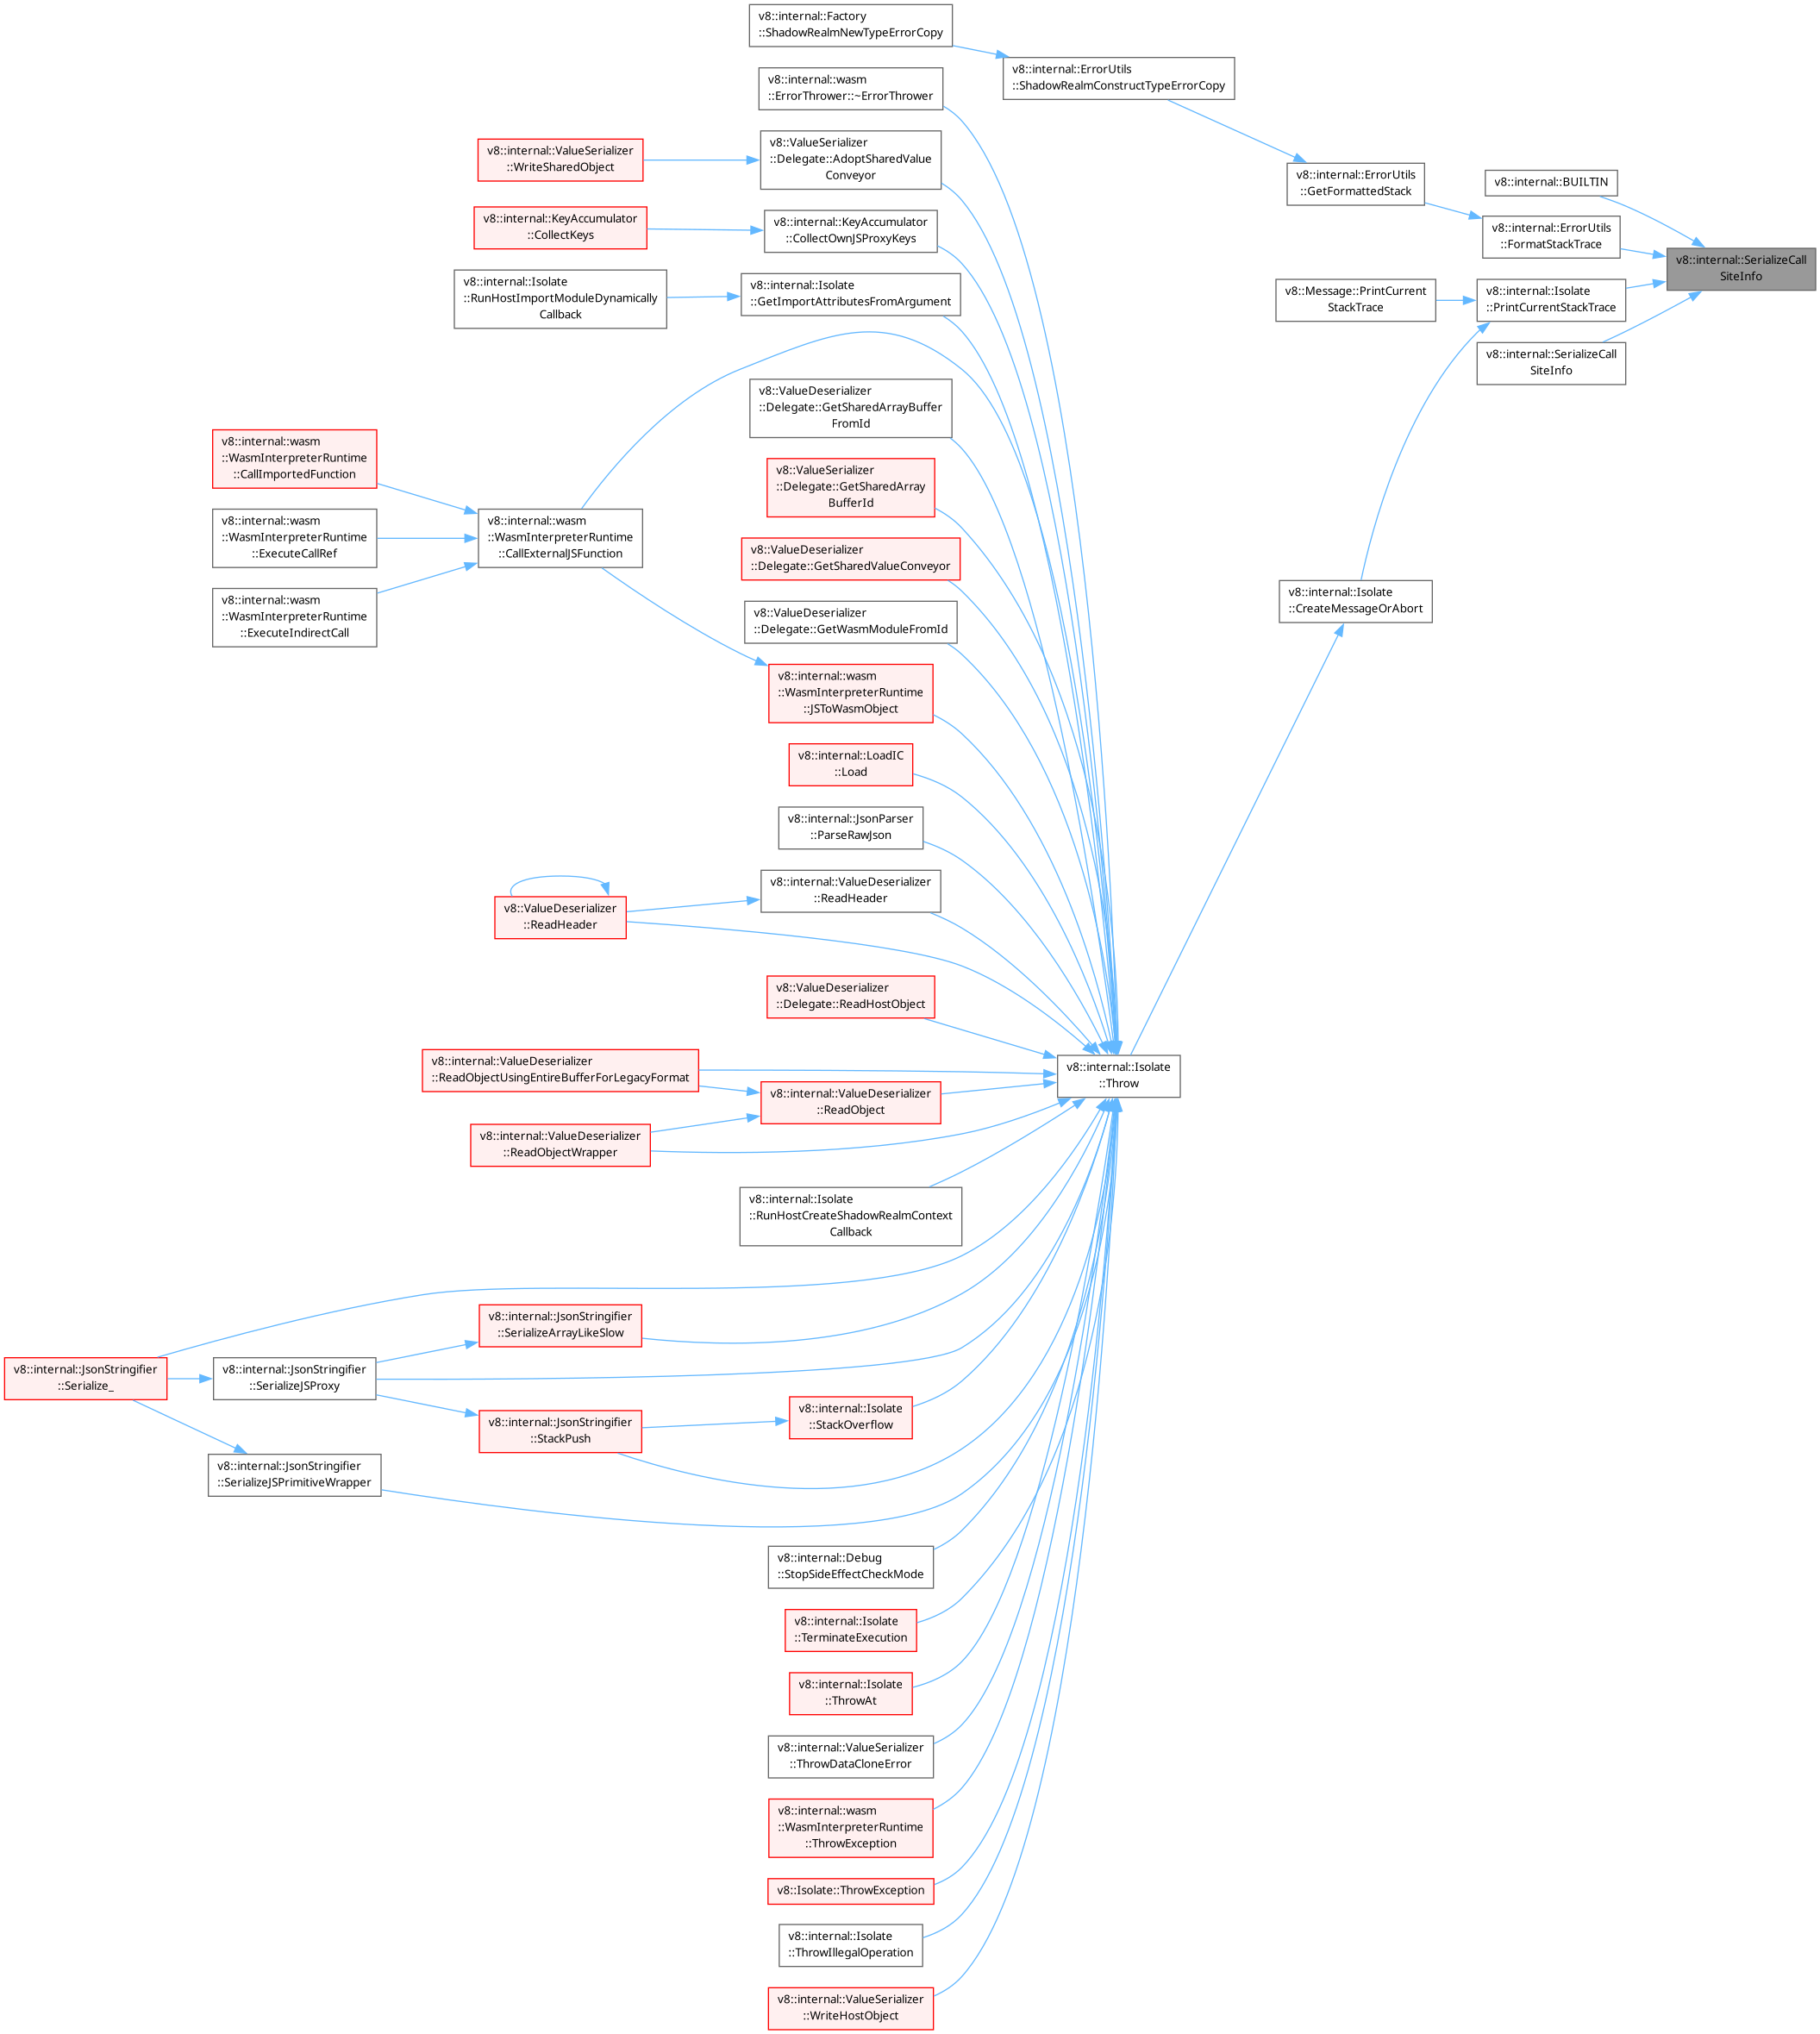 v8::internal::Factory
::ShadowRealmNewTypeErrorCopy
v8::internal::ErrorUtils
::ShadowRealmConstructTypeErrorCopy
v8::internal::wasm
::ErrorThrower::~ErrorThrower
v8::ValueSerializer
::Delegate::AdoptSharedValue
Conveyor
v8::internal::ValueSerializer
::WriteSharedObject
v8::internal::ErrorUtils
::GetFormattedStack
v8::internal::BUILTIN
v8::internal::KeyAccumulator
::CollectKeys
v8::internal::KeyAccumulator
::CollectOwnJSProxyKeys
v8::internal::ErrorUtils
::FormatStackTrace
v8::internal::SerializeCall
SiteInfo
v8::internal::Isolate
::RunHostImportModuleDynamically
Callback
v8::internal::Isolate
::GetImportAttributesFromArgument
v8::Message::PrintCurrent
StackTrace
v8::internal::Isolate
::PrintCurrentStackTrace
v8::internal::SerializeCall
SiteInfo
v8::ValueDeserializer
::Delegate::GetSharedArrayBuffer
FromId
v8::internal::wasm
::WasmInterpreterRuntime
::CallImportedFunction
v8::ValueSerializer
::Delegate::GetSharedArray
BufferId
v8::internal::wasm
::WasmInterpreterRuntime
::ExecuteCallRef
v8::internal::wasm
::WasmInterpreterRuntime
::CallExternalJSFunction
v8::ValueDeserializer
::Delegate::GetSharedValueConveyor
v8::internal::wasm
::WasmInterpreterRuntime
::ExecuteIndirectCall
v8::ValueDeserializer
::Delegate::GetWasmModuleFromId
v8::internal::Isolate
::CreateMessageOrAbort
v8::internal::wasm
::WasmInterpreterRuntime
::JSToWasmObject
v8::internal::LoadIC
::Load
v8::internal::JsonParser
::ParseRawJson
v8::internal::ValueDeserializer
::ReadHeader
v8::ValueDeserializer
::ReadHeader
v8::ValueDeserializer
::Delegate::ReadHostObject
v8::internal::ValueDeserializer
::ReadObjectUsingEntireBufferForLegacyFormat
v8::internal::Isolate
::Throw
v8::internal::ValueDeserializer
::ReadObject
v8::internal::ValueDeserializer
::ReadObjectWrapper
v8::internal::Isolate
::RunHostCreateShadowRealmContext
Callback
v8::internal::JsonStringifier
::SerializeArrayLikeSlow
v8::internal::JsonStringifier
::Serialize_
v8::internal::JsonStringifier
::SerializeJSProxy
v8::internal::JsonStringifier
::StackPush
v8::internal::Isolate
::StackOverflow
v8::internal::JsonStringifier
::SerializeJSPrimitiveWrapper
v8::internal::Debug
::StopSideEffectCheckMode
v8::internal::Isolate
::TerminateExecution
v8::internal::Isolate
::ThrowAt
v8::internal::ValueSerializer
::ThrowDataCloneError
v8::internal::wasm
::WasmInterpreterRuntime
::ThrowException
v8::Isolate::ThrowException
v8::internal::Isolate
::ThrowIllegalOperation
v8::internal::ValueSerializer
::WriteHostObject